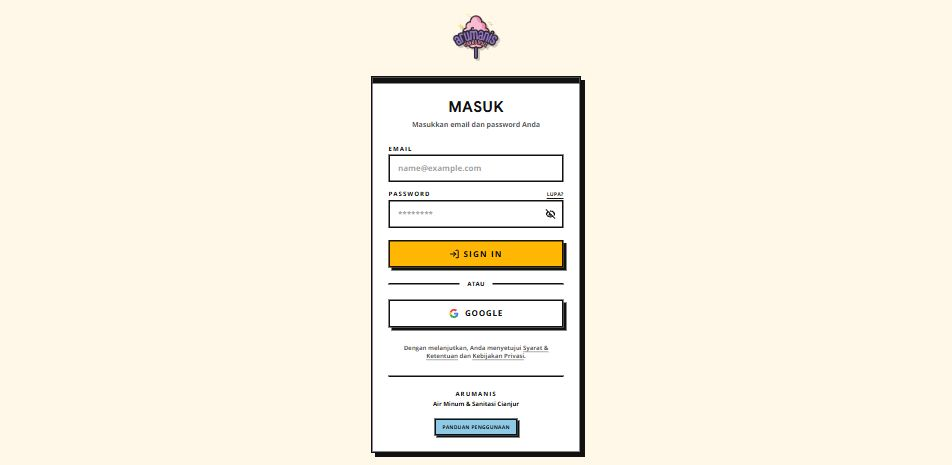 arumanis
MASUK
Masukkan email dan password Anda
EMAIL
name@example.com
PASSWORD LUPA?
********
SIGN IN
ATAU
GOOGLE
Dengan melanjutkan, Anda menyetujui Syarat &
Ketentuan dan Kebijakan Privasi.
ARUMANIS
Air Minum & Sanitasi Cianjur
PANDUAN PENGGUNAAN